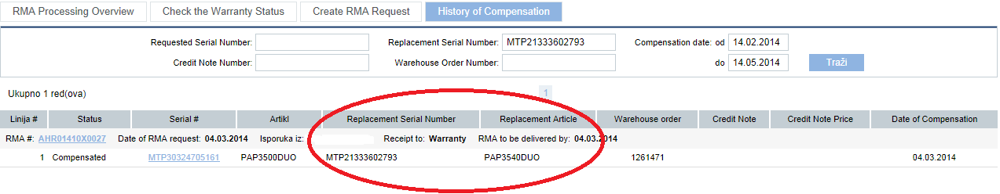 RMA Processing Overview Check the Warranty Status Create RMA Request History of Compensation
Requested Serial Number: Replacement Serial Number: MTP21333602793 Compensation date: od 14.02.2014
Credit Note Number: Warehouse Order Number: do 14.05.2014 Traži
Ukupno 1 red(ova) 1
Linija # Status Serial # Artikl Replacement Serial Number Replacement Article Warehouse order Credit Note Credit Note Price Date of Compensation
RMA #: AHR01410X0027 Date of RMA request: 04.03.2014 Isporuka iz: Receipt to: Warranty RMA to be delivered by: 04.03.2014
1 Compensated MTP30324705161 PAP3500DUO MTP21333602793 PAP3540DUO 1261471 04.03.2014